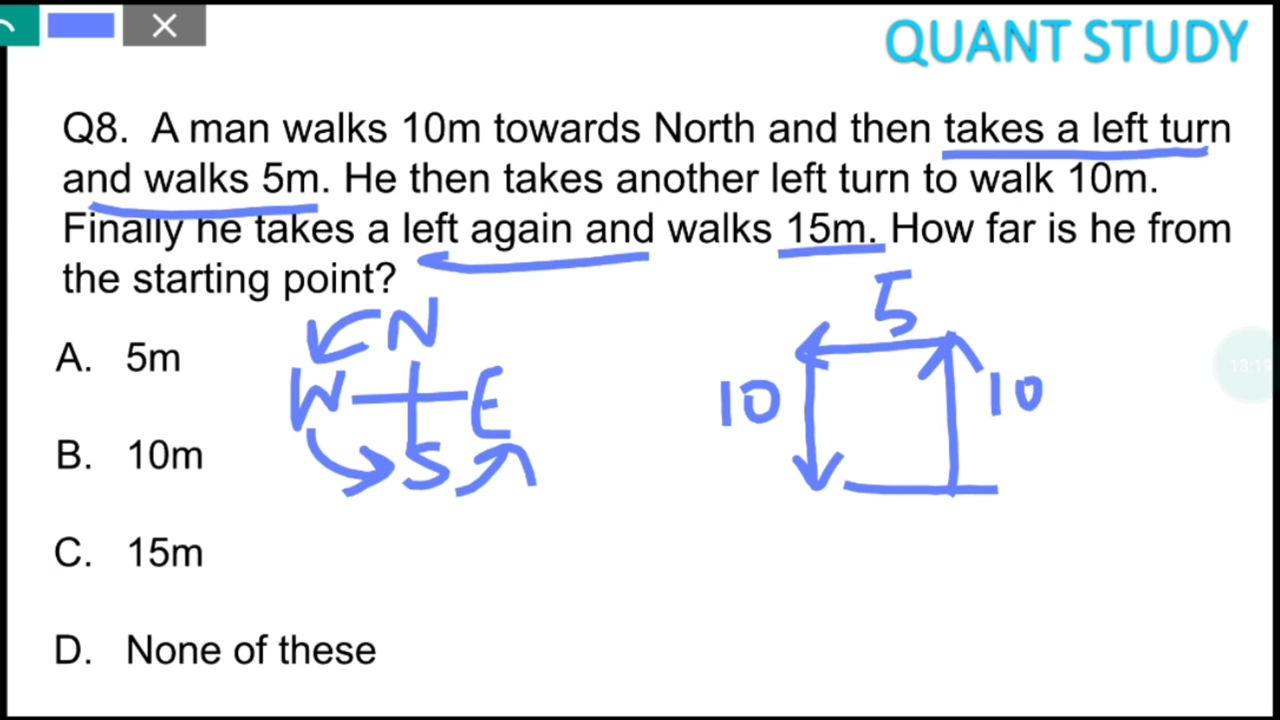 QUANT STUDY
Q8. A man walks 10m towards North and then takes a left turn
and walks 5m. He then takes another left turn to walk 10m.
Finally he takes a left again and walks 15m. How far is he from
the starting point?
A. 5m
B. 10m
C. 15m
D. None of these
N
W E
S
5
10 10
13:19